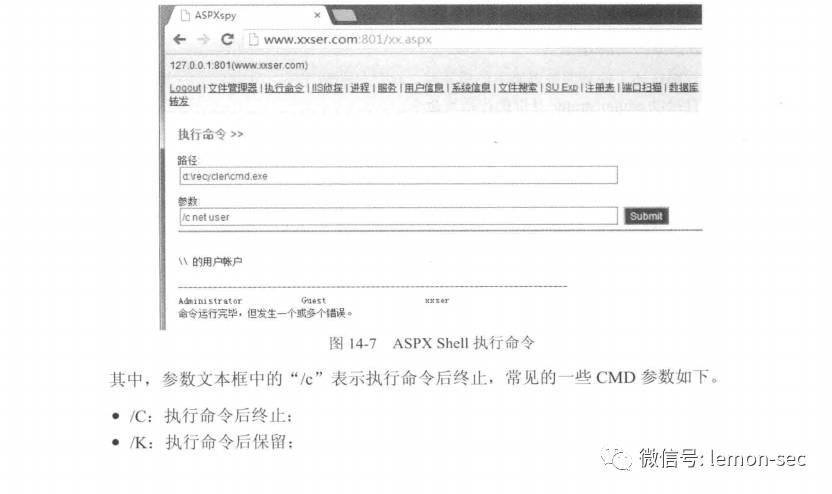 ASPXspy
www.xxser.com:801/xx.aspx
127.0.0.1:801(www.xxser.com)
Logout | 文件管理器 | 执行命令 | IIS侦探 | 进程 | 服务 | 用户信息 | 系统信息 | 文件搜索 | SU Exp | 注册表 | 端口扫描 | 数据库
转发
执行命令 >>
路径:
d:\recycler\cmd.exe
参数:
/c net user
Submit
\\ 的用户帐户
-------------------------------------------------------------------------------
Administrator Guest xxser
命令运行完毕，但发生一个或多个错误。
图 14-7 ASPX Shell 执行命令
其中，参数文本框中的“/c”表示执行命令后终止，常见的一些 CMD 参数如下。
● /C：执行命令后终止；
● /K：执行命令后保留；
微信号: lemon-sec